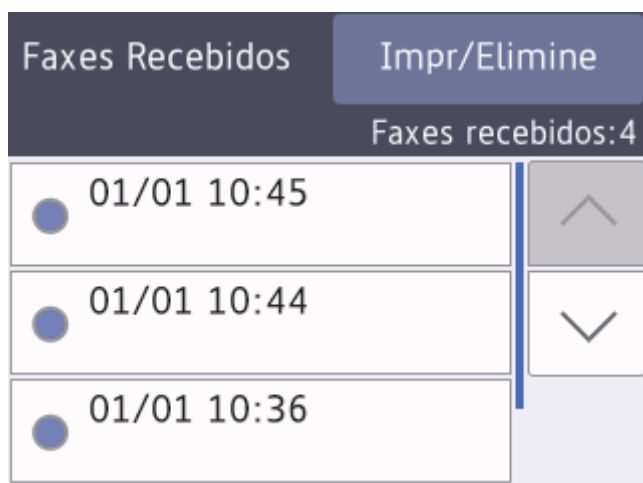 Faxes Recebidos
Impr/Elimine
Faxes recebidos:4
01/01 10:45
01/01 10:44
01/01 10:36